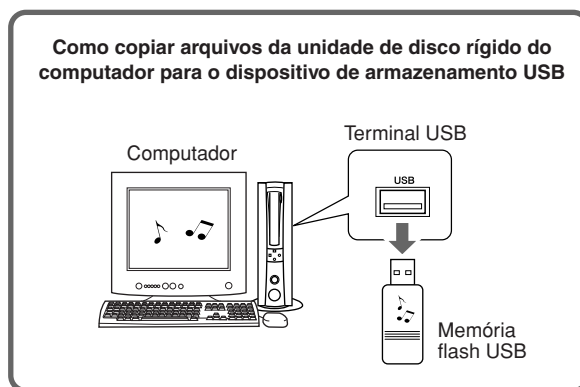 Como copiar arquivos da unidade de disco rígido do
computador para o dispositivo de armazenamento USB
Terminal USB
Computador
USB
Memória
flash USB